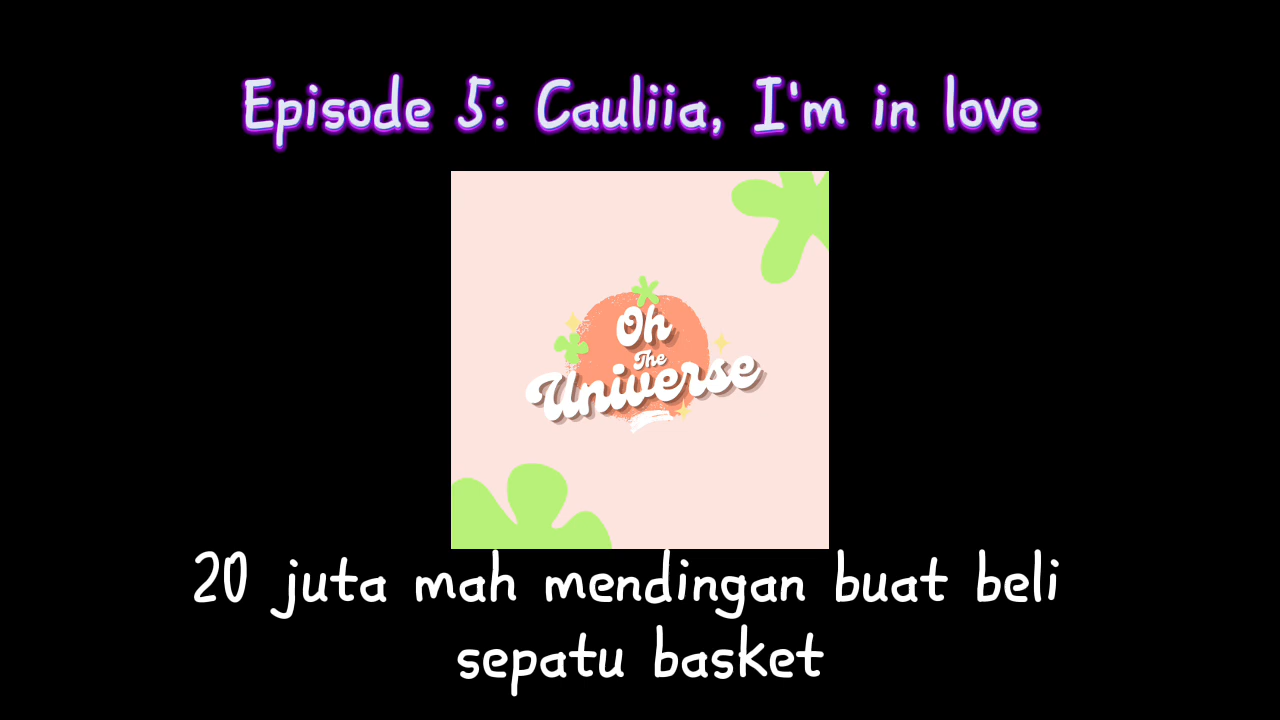 Episode 5: Cauliia, I'm in love
Oh
The
Universe
20 juta mah mendingan buat beli
sepatu basket